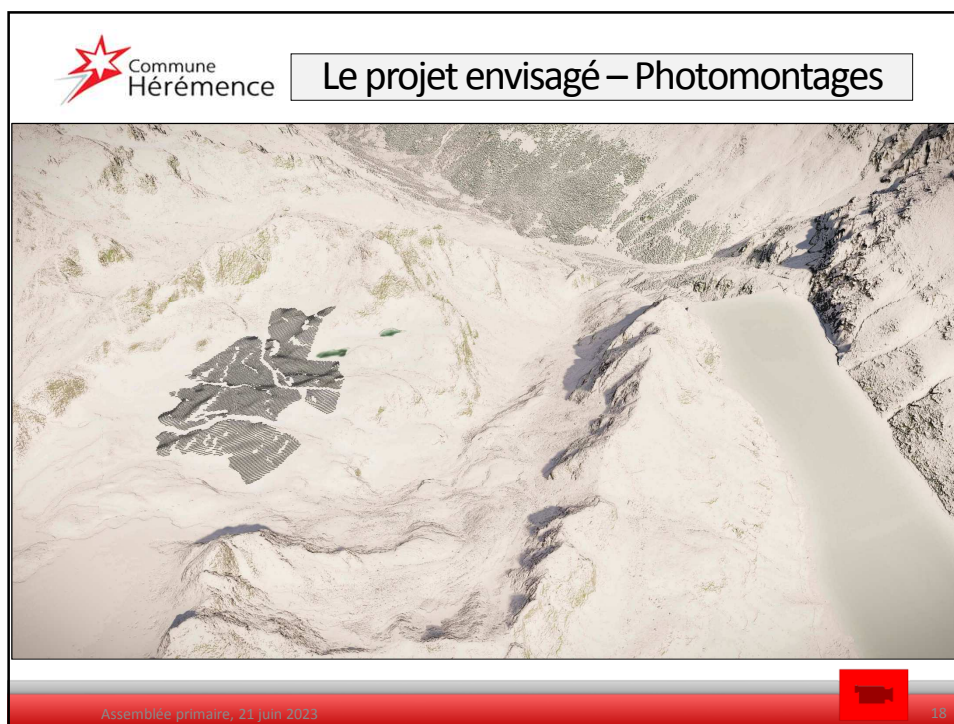 Commune
Hérémence
Le projet envisagé – Photomontages
Assemblée primaire, 21 juin 2023
18